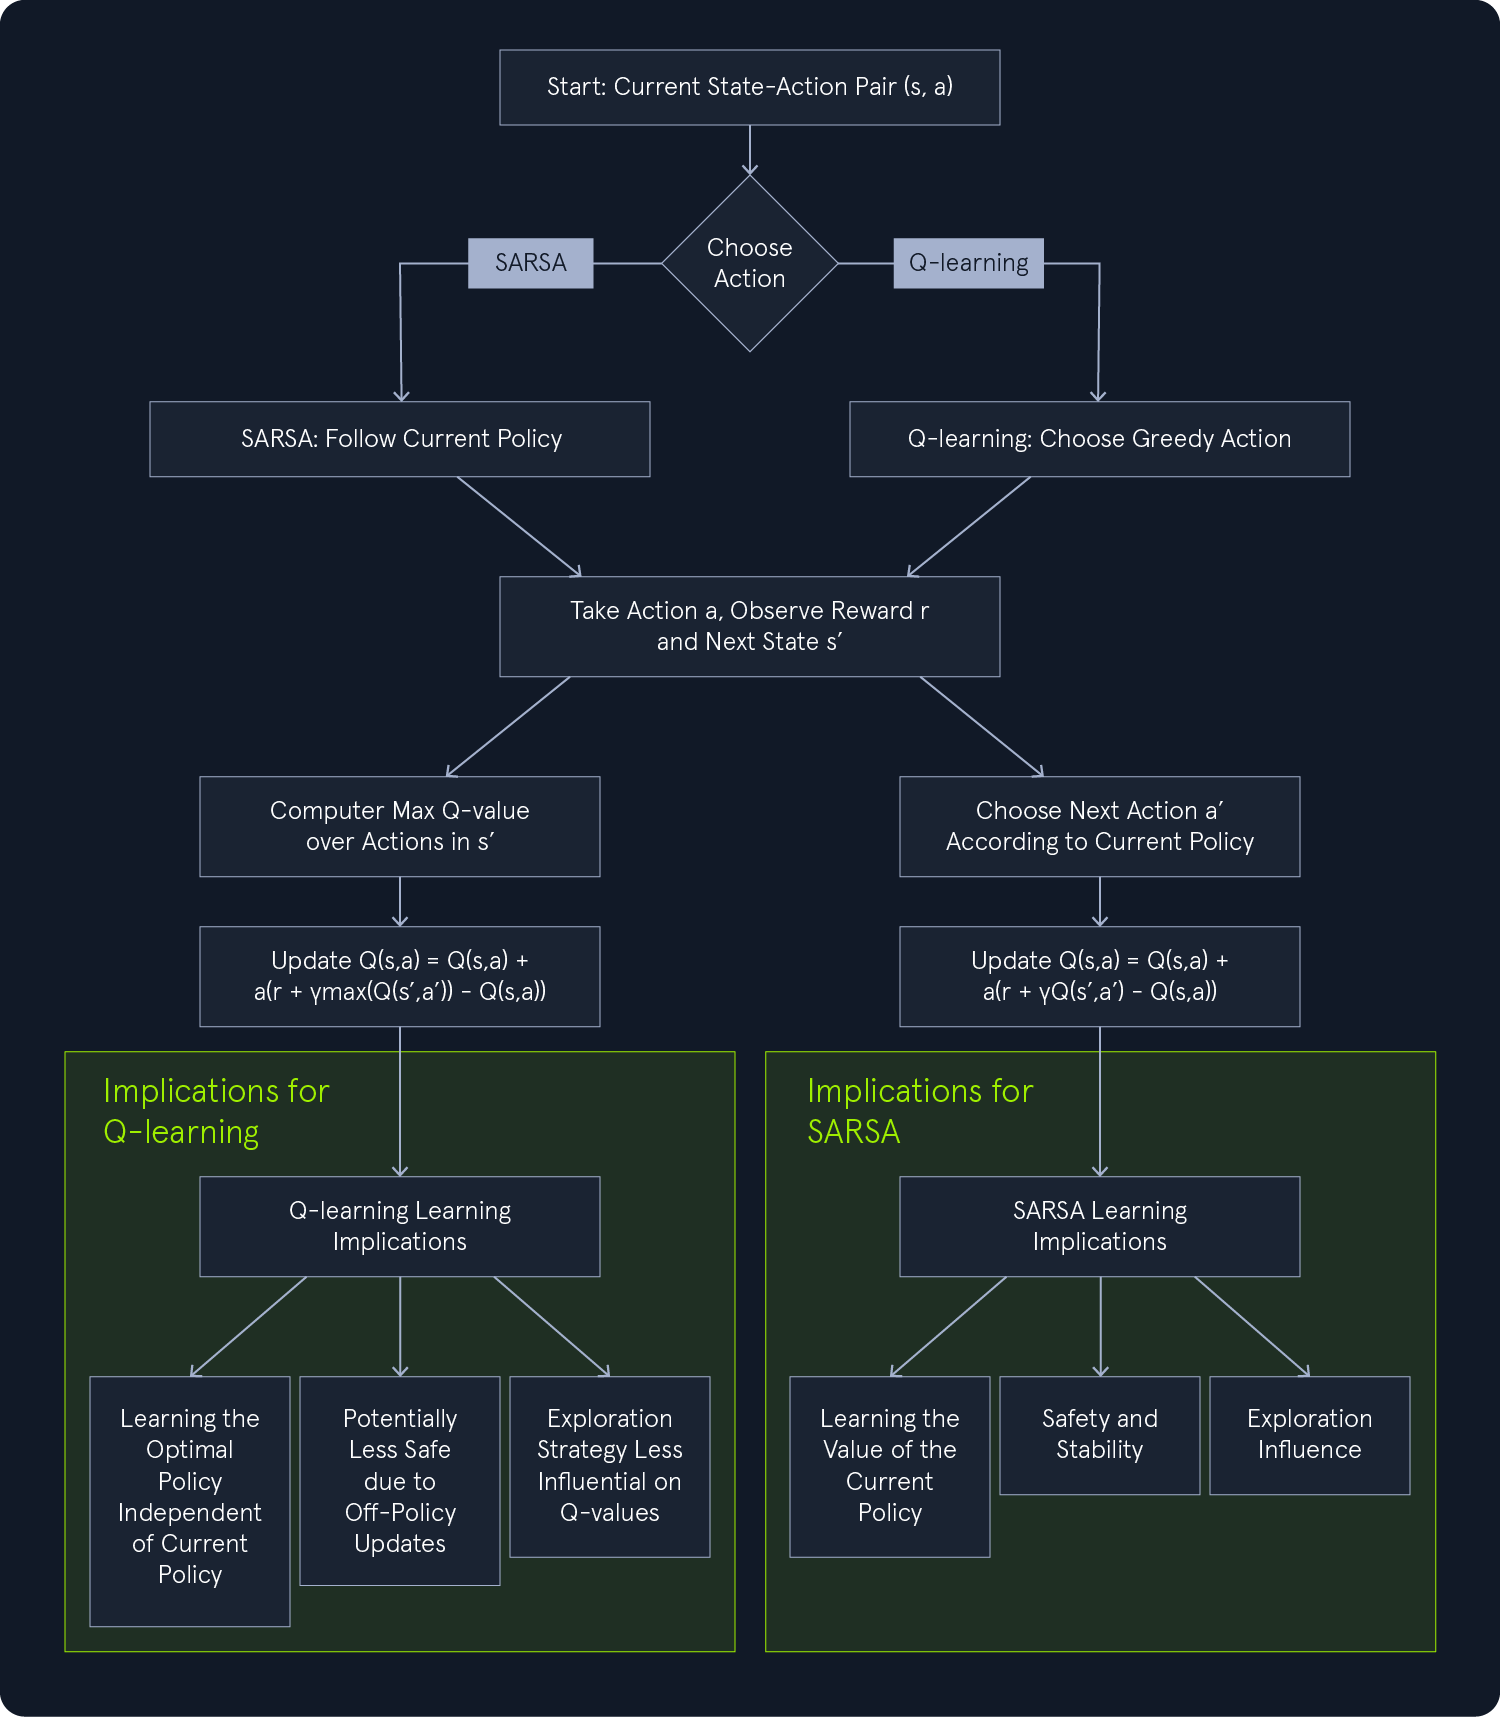 Start: Current State-Action Pair (s, a)
Choose
Action
SARSA
Q-learning
SARSA: Follow Current Policy
Q-learning: Choose Greedy Action
Take Action a, Observe Reward r
and Next State s’
Computer Max Q-value
over Actions in s’
Choose Next Action a’
According to Current Policy
Update Q(s,a) = Q(s,a) +
a(r + γmax(Q(s’,a’)) - Q(s,a))
Update Q(s,a) = Q(s,a) +
a(r + γQ(s’,a’) - Q(s,a))
Implications for
Q-learning
Q-learning Learning
Implications
Learning the
Optimal
Policy
Independent
of Current
Policy
Potentially
Less Safe
due to
Off-Policy
Updates
Exploration
Strategy Less
Influential on
Q-values
Implications for
SARSA
SARSA Learning
Implications
Learning the
Value of the
Current
Policy
Safety and
Stability
Exploration
Influence